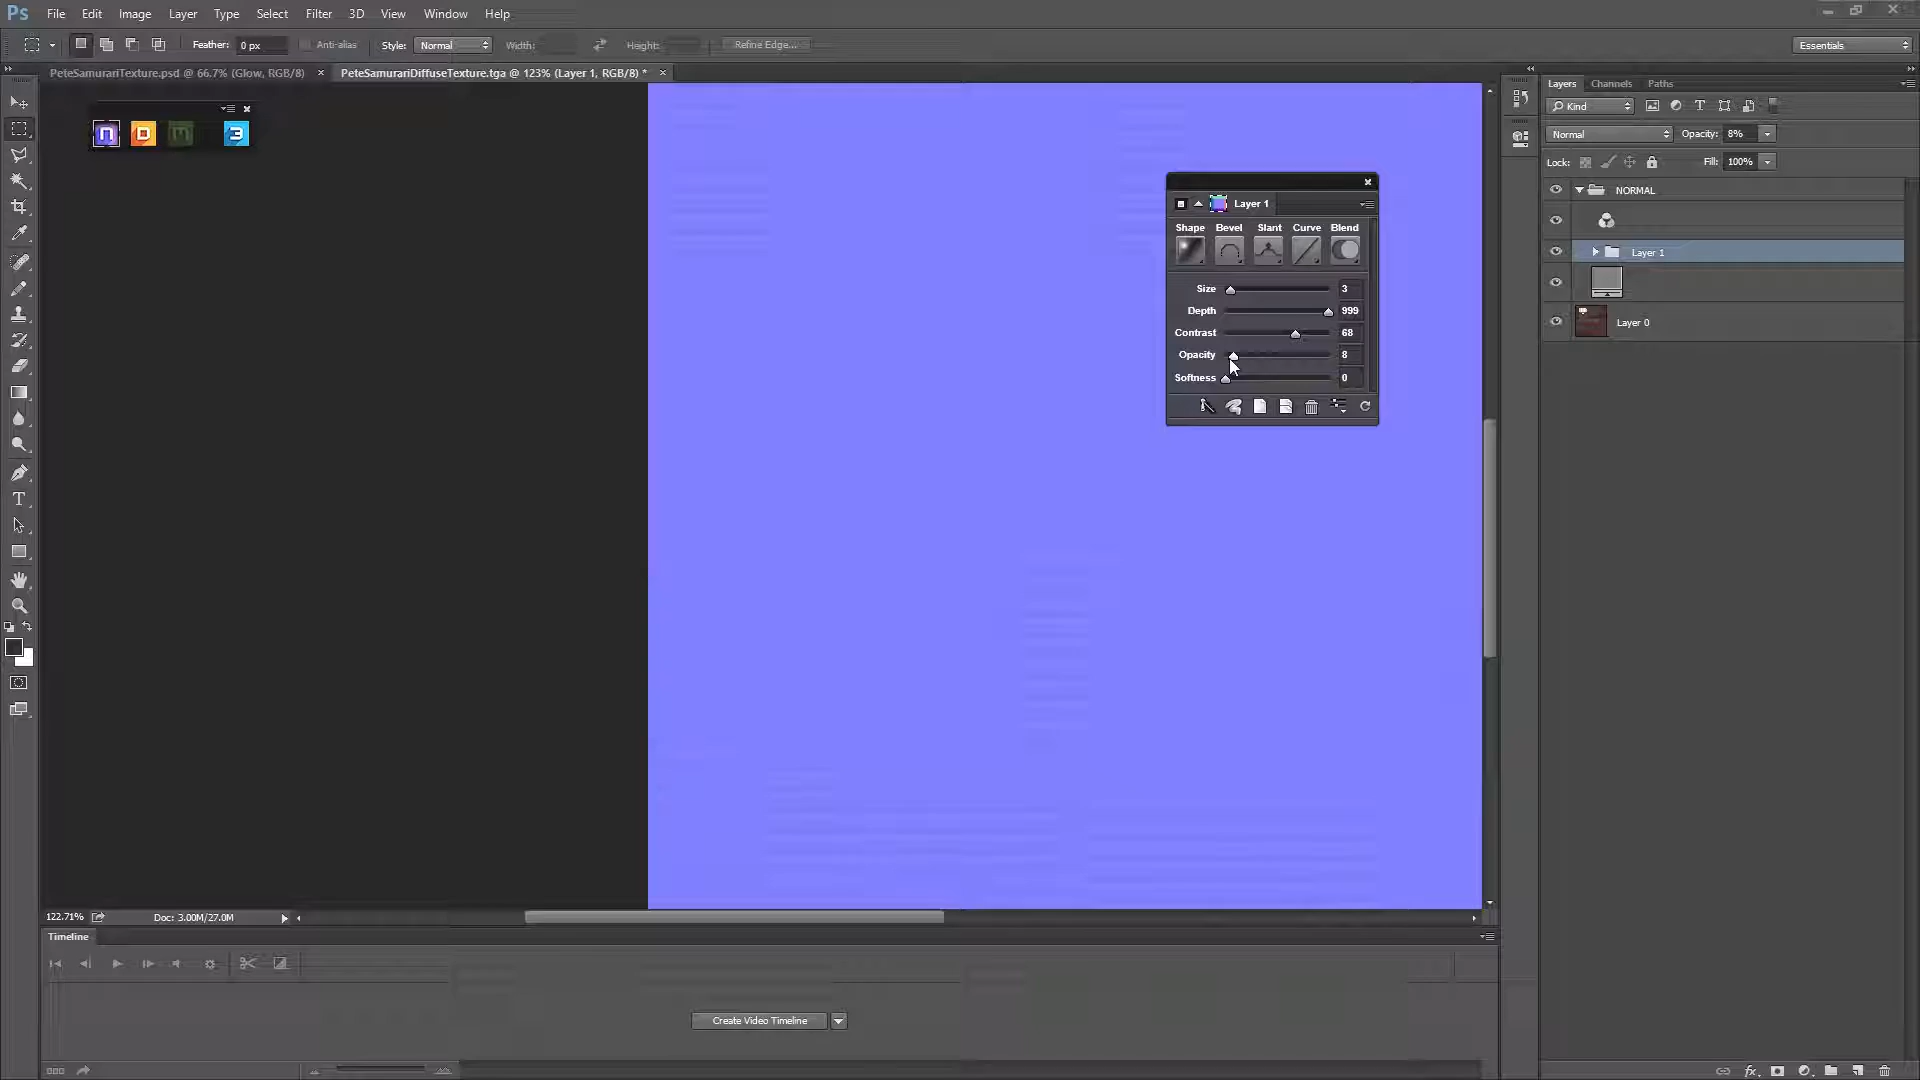 Ps File Edit Image Layer Type Select Filter 3D View Window Help
Feather: 0 px Anti-alias Style: Normal Width: Height: Refine Edge... Essentials
PeteSamurariTexture.psd @ 66.7% (Glow, RGB/8) × PeteSamurariDiffuseTexture.tga @ 123% (Layer 1, RGB/8) * ×
n D m 3
Layers Channels Paths
Kind
Normal Opacity: 8%
Lock: Fill: 100%
NORMAL
Layer 1
Layer 0
Layer 1
Shape Bevel Slant Curve Blend
Size 3
Depth 999
Contrast 68
Opacity 8
Softness 0
122.71% Doc: 3.00M/27.0M
Timeline
Create Video Timeline